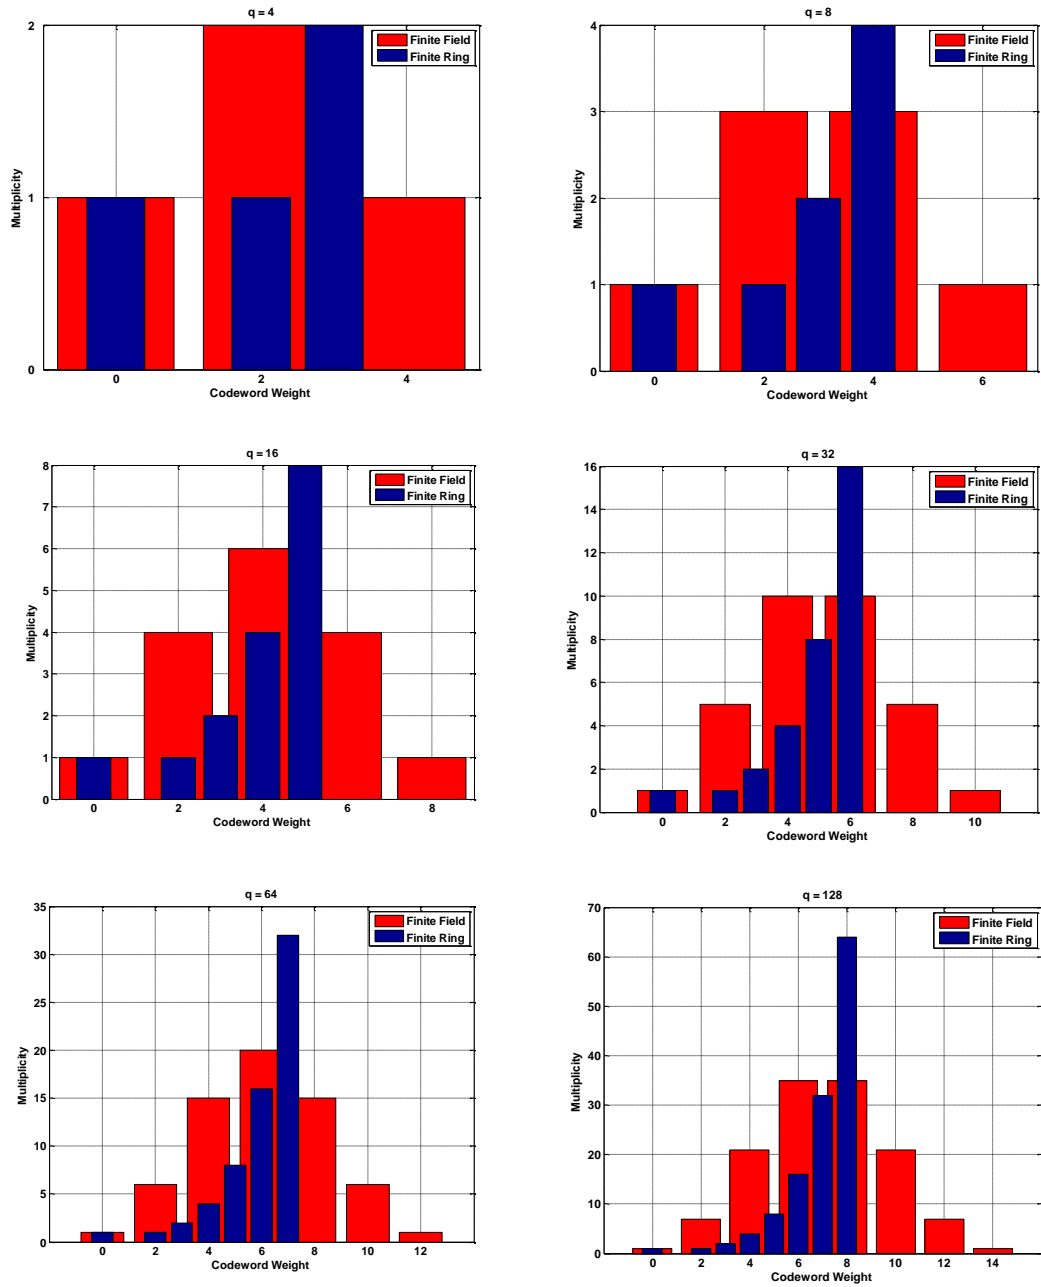 q = 4
2
1
0
Multiplicity
Finite Field
Finite Ring
0 2 4
Codeword Weight
q = 8
4
3
2
1
0
Multiplicity
Finite Field
Finite Ring
0 2 4 6
Codeword Weight
q = 16
8
7
6
5
4
3
2
1
0
Multiplicity
Finite Field
Finite Ring
0 2 4 6 8
Codeword Weight
q = 32
16
14
12
10
8
6
4
2
0
Multiplicity
Finite Field
Finite Ring
0 2 4 6 8 10
Codeword Weight
q = 64
35
30
25
20
15
10
5
0
Multiplicity
Finite Field
Finite Ring
0 2 4 6 8 10 12
Codeword Weight
q = 128
70
60
50
40
30
20
10
0
Multiplicity
Finite Field
Finite Ring
0 2 4 6 8 10 12 14
Codeword Weight